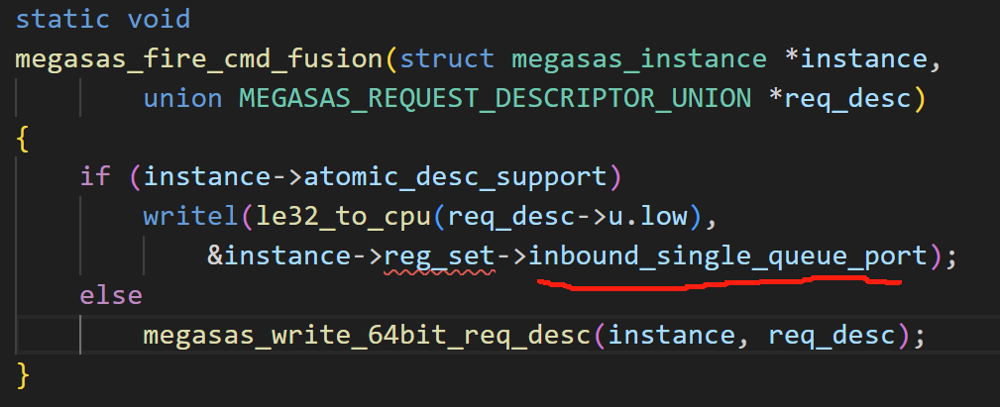 static void
megasas_fire_cmd_fusion(struct megasas_instance *instance,
union MEGASAS_REQUEST_DESCRIPTOR_UNION *req_desc)
{
if (instance->atomic_desc_support)
writel(le32_to_cpu(req_desc->u.low),
&instance->reg_set->inbound_single_queue_port);
else
megasas_write_64bit_req_desc(instance, req_desc);
}